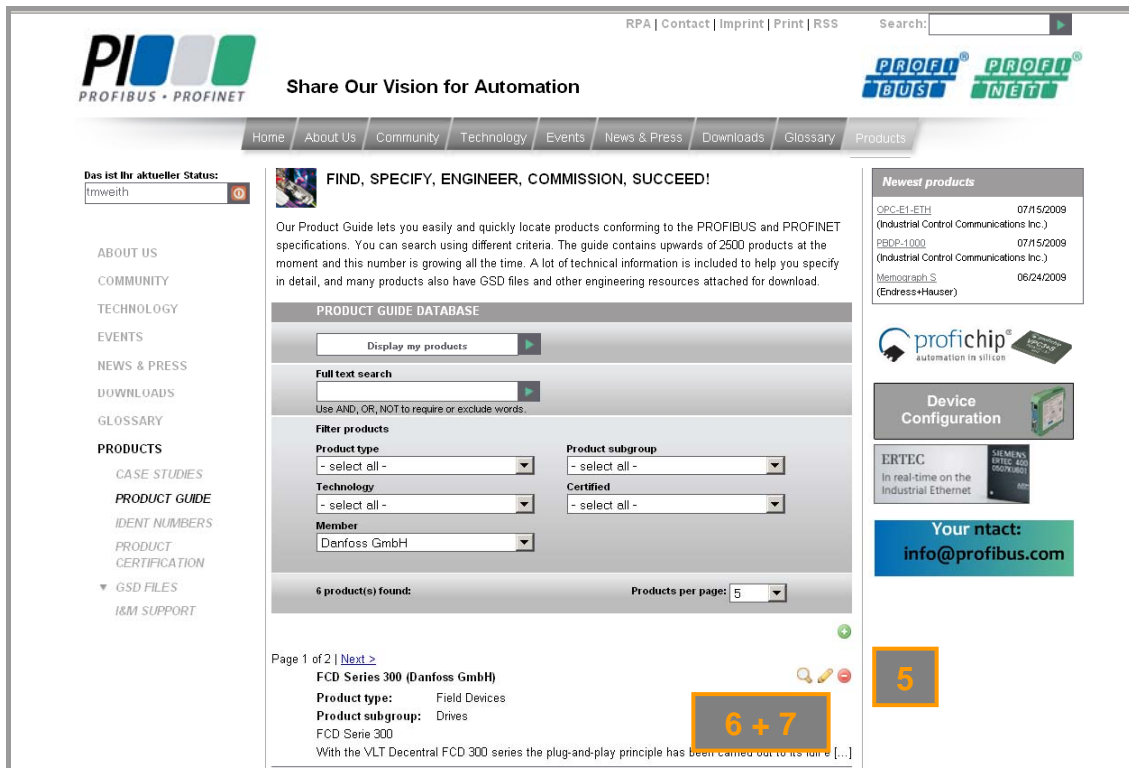 RPA | Contact | Imprint | Print | RSS
Search:
PI
PROFIBUS • PROFINET
Share Our Vision for Automation
PROFI® BUS
PROFI® NET
Home / About Us / Community / Technology / Events / News & Press / Downloads / Glossary / Products
Das ist Ihr aktueller Status:
tmweith
ABOUT US
COMMUNITY
TECHNOLOGY
EVENTS
NEWS & PRESS
DOWNLOADS
GLOSSARY
PRODUCTS
CASE STUDIES
PRODUCT GUIDE
IDENT NUMBERS
PRODUCT
CERTIFICATION
GSD FILES
I&M SUPPORT
FIND, SPECIFY, ENGINEER, COMMISSION, SUCCEED!
Our Product Guide lets you easily and quickly locate products conforming to the PROFIBUS and PROFINET
specifications. You can search using different criteria. The guide contains upwards of 2500 products at the
moment and this number is growing all the time. A lot of technical information is included to help you specify
in detail, and many products also have GSD files and other engineering resources attached for download.
PRODUCT GUIDE DATABASE
Display my products
Full text search
Use AND, OR, NOT to require or exclude words.
Filter products
Product type
Product subgroup
- select all -
- select all -
Technology
Certified
- select all -
- select all -
Member
Danfoss GmbH
6 product(s) found:
Products per page: 5
Page 1 of 2 | Next >
FCD Series 300 (Danfoss GmbH)
Product type: Field Devices
Product subgroup: Drives
FCD Serie 300
With the VLT Decentral FCD 300 series the plug-and-play principle has been carried out to its full e [...]
6 + 7
5
Newest products
OPC-E1-ETH 07/15/2009
(Industrial Control Communications Inc.)
PBDP-1000 07/15/2009
(Industrial Control Communications Inc.)
Memograph S 06/24/2009
(Endress+Hauser)
profichip®
automation in silicon
profichip
VPC3+S
Device
Configuration
ERTEC
In real-time on the
Industrial Ethernet
SIEMENS
ERTEC 400
Your ntact:
info@profibus.com